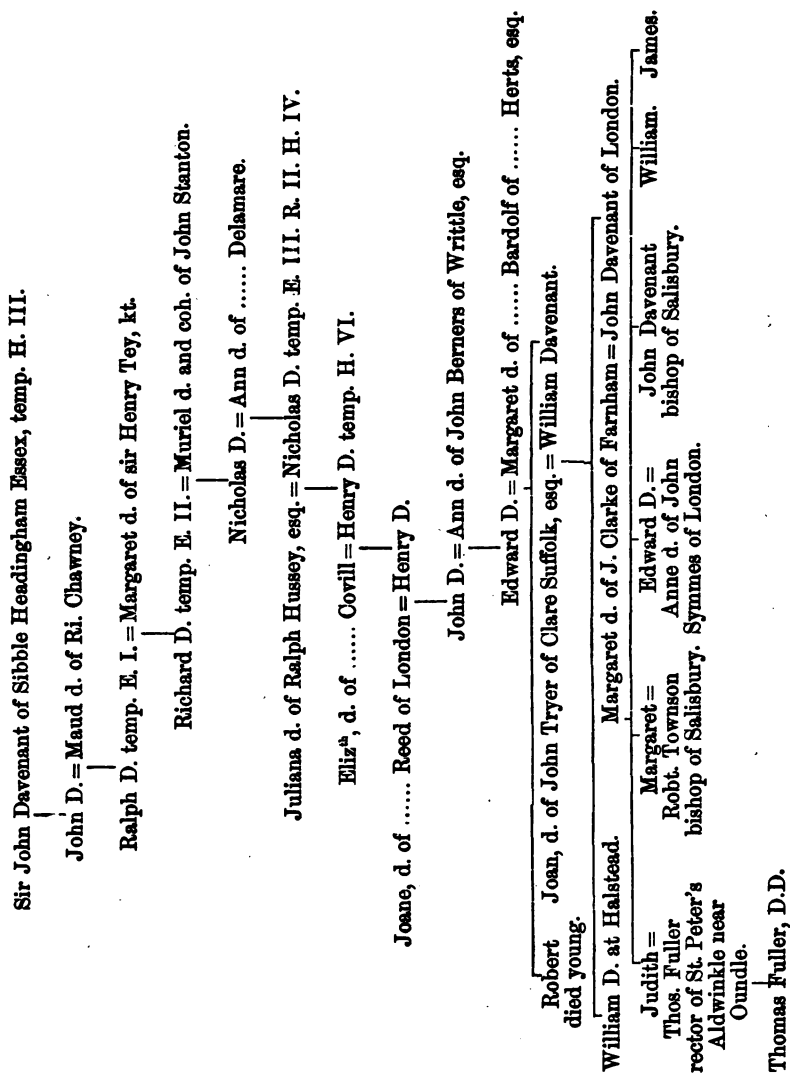 Sir John Davenant of Sibble Headingham Essex, temp. H. III.
John D. = Maud d. of Ri. Chawney.
Ralph D. temp. E. I. = Margaret d. of sir Henry Tey, kt.
Richard D. temp. E. II. = Muriel d. and coh. of John Stanton.
Nicholas D. = Ann d. of ...... Delamare.
Juliana d. of Ralph Hussey, esq. = Nicholas D. temp. E. III. R. II. H. IV.
Elizth, d. of ...... Covill = Henry D. temp. H. VI.
Joane, d. of ...... Reed of London = Henry D.
John D. = Ann d. of John Berners of Writtle, esq.
Edward D. = Margaret d. of ...... Bardolf of ...... Herts, esq.
Robert
died young.
Joan, d. of John Tryer of Clare Suffolk, esq. = William Davenant.
William D. at Halstead.
Margaret d. of J. Clarke of Farnham = John Davenant of London.
Judith =
Thos. Fuller
rector of St. Peter's
Aldwinkle near
Oundle.
Margaret =
Robt. Townson
bishop of Salisbury.
Edward D. =
Anne d. of John
Symmes of London.
John Davenant
bishop of Salisbury.
William.
James.
Thomas Fuller, D.D.